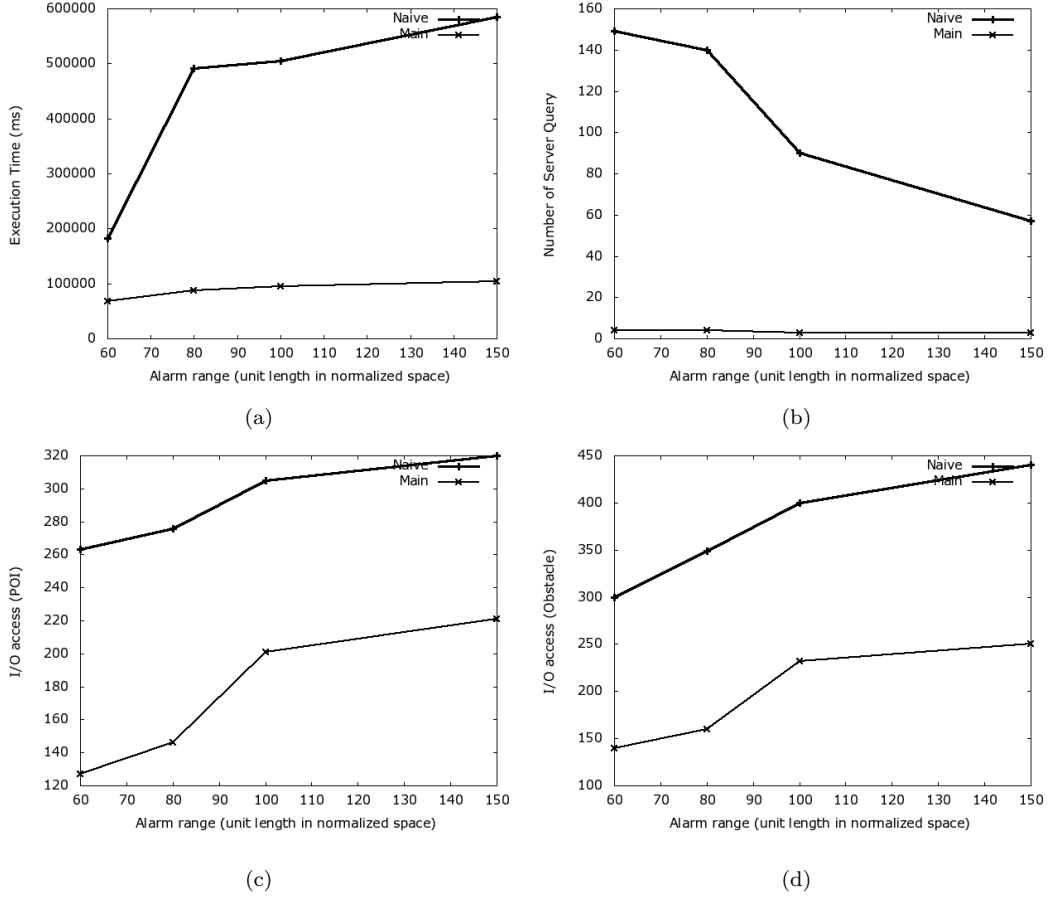 600000
500000
400000
300000
200000
100000
0
Execution Time (ms)
Naive
Main
60 70 80 90 100 110 120 130 140 150
Alarm range (unit length in normalized space)
(a)
160
140
120
100
80
60
40
20
0
Number of Server Query
Naive
Main
60 70 80 90 100 110 120 130 140 150
Alarm range (unit length in normalized space)
(b)
320
300
280
260
240
220
200
180
160
140
120
I/O access (POI)
Naive
Main
60 70 80 90 100 110 120 130 140 150
Alarm range (unit length in normalized space)
(c)
450
400
350
300
250
200
150
100
I/O access (Obstacle)
Naive
Main
60 70 80 90 100 110 120 130 140 150
Alarm range (unit length in normalized space)
(d)